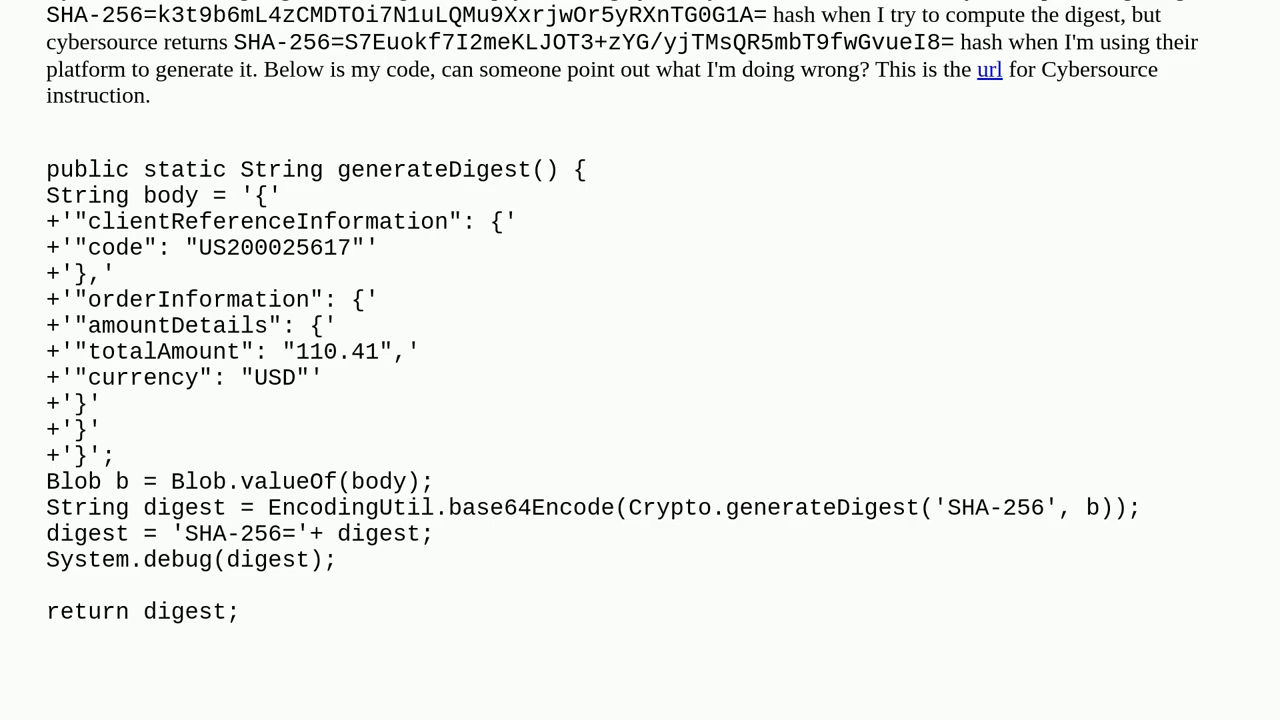 SHA-256=k3t9b6mL4zCMDTOi7N1uLQMu9XxrjwOr5yRXnTG0G1A= hash when I try to compute the digest, but
cybersource returns SHA-256=S7Euokf7I2meKLJOT3+zYG/yjTMsQR5mbT9fwGvueI8= hash when I'm using their
platform to generate it. Below is my code, can someone point out what I'm doing wrong? This is the url for Cybersource
instruction.
public static String generateDigest() {
String body = '{'
+'"clientReferenceInformation": {'
+'"code": "US200025617"'
+'},'
+'"orderInformation": {'
+'"amountDetails": {'
+'"totalAmount": "110.41",'
+'"currency": "USD"'
+'}'
+'}'
+'}';
Blob b = Blob.valueOf(body);
String digest = EncodingUtil.base64Encode(Crypto.generateDigest('SHA-256', b));
digest = 'SHA-256='+ digest;
System.debug(digest);
return digest;